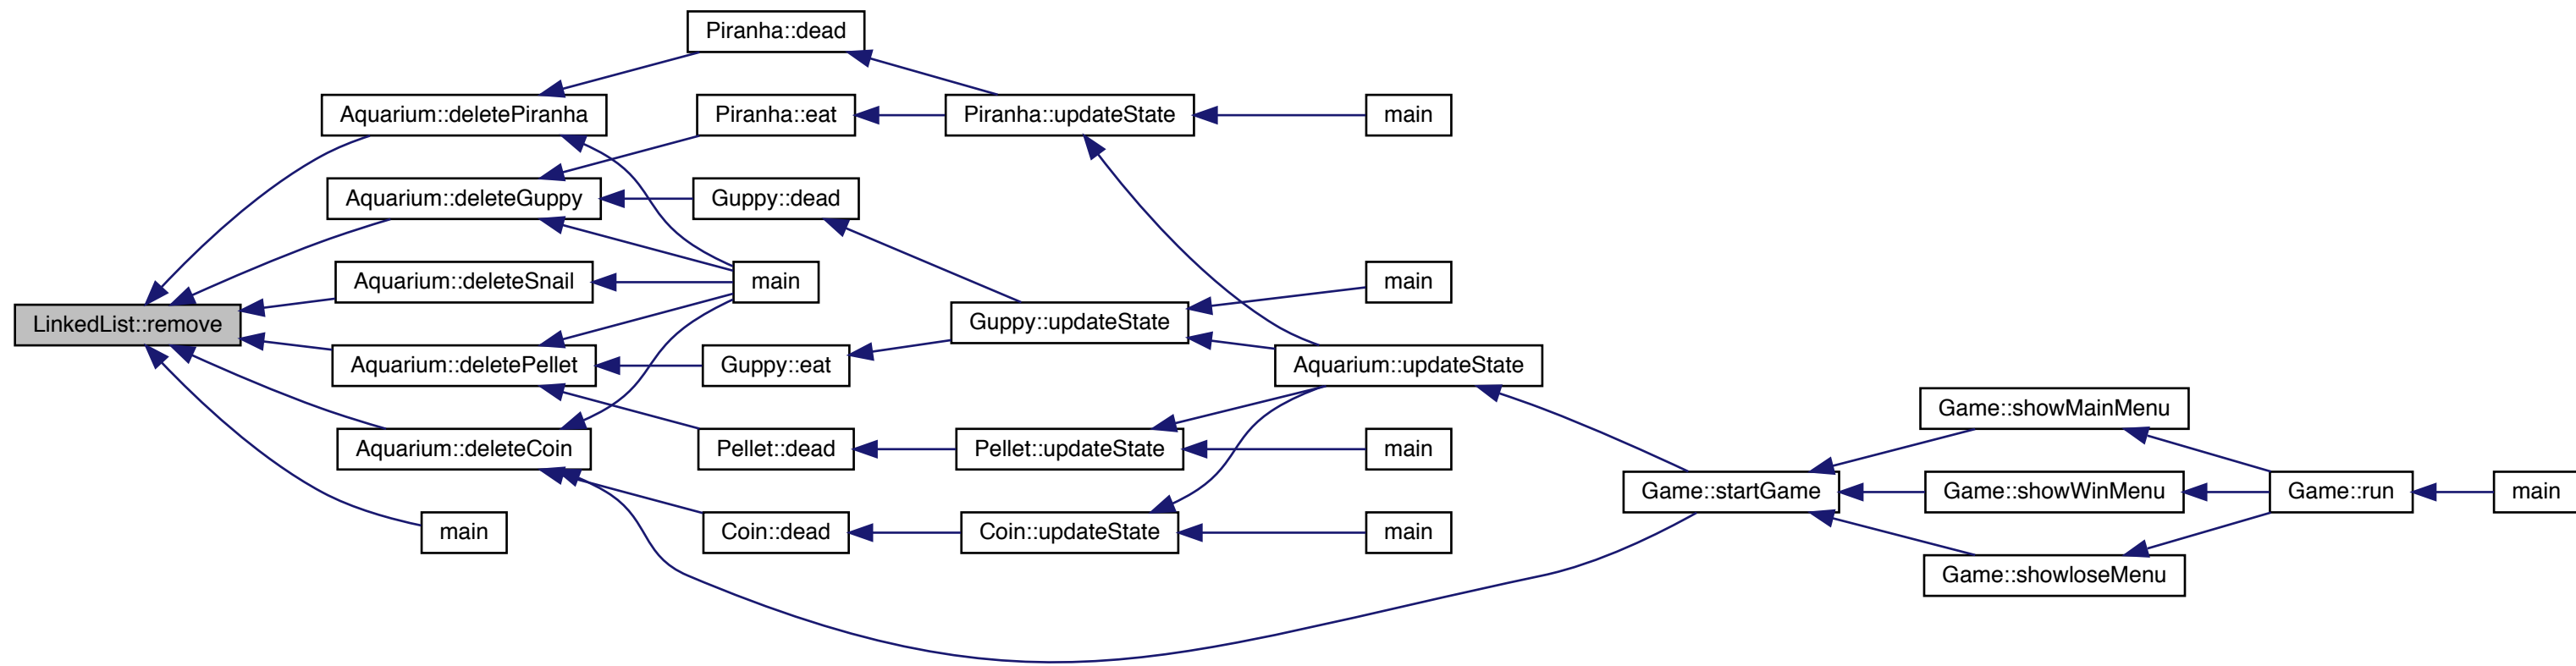 Piranha::dead
Aquarium::deletePiranha
Piranha::eat
Piranha::updateState
main
Aquarium::deleteGuppy
Guppy::dead
Aquarium::deleteSnail
main
main
LinkedList::remove
Guppy::updateState
Aquarium::deletePellet
Guppy::eat
Aquarium::updateState
Game::showMainMenu
Aquarium::deleteCoin
Pellet::dead
Pellet::updateState
main
Game::startGame
Game::showWinMenu
Game::run
main
main
Coin::dead
Coin::updateState
main
Game::showloseMenu